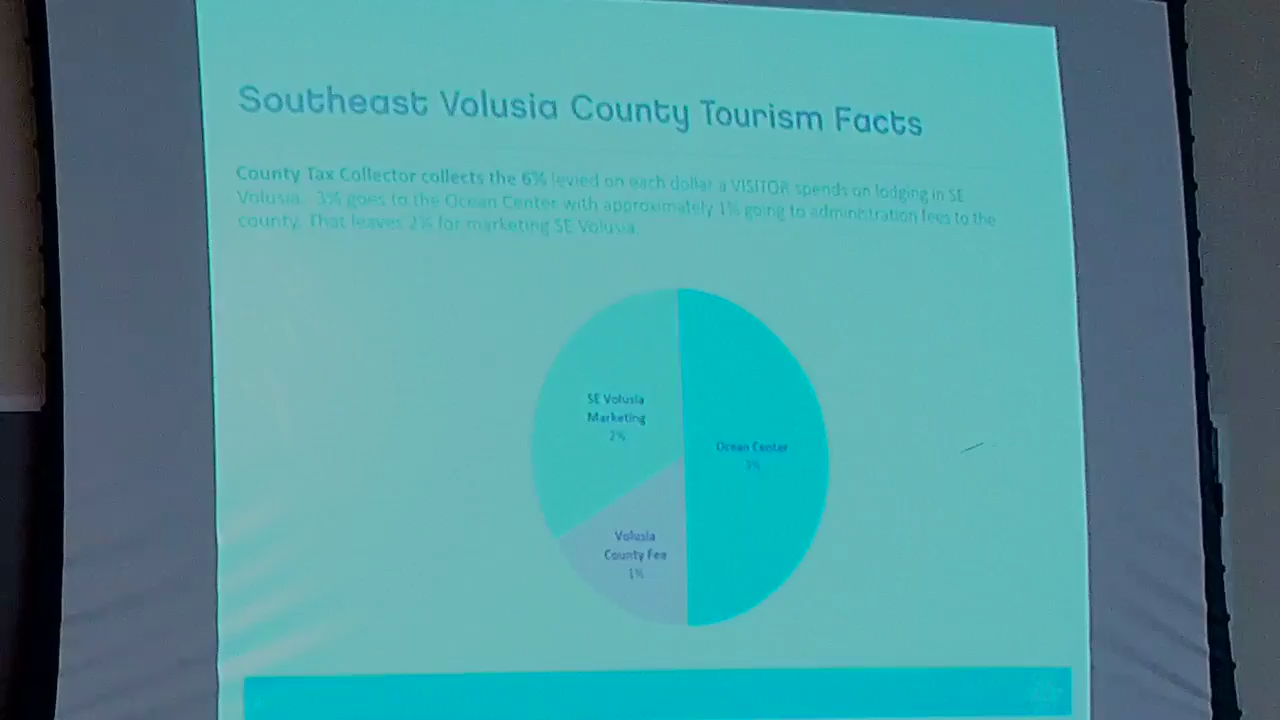 Southeast Volusia County Tourism Facts
County Tax Collector collects the 6% levied on each dollar a VISITOR spends on lodging in SE
Volusia. 3% goes to the Ocean Center with approximately 1% going to administration fees to the
county. That leaves 2% for marketing SE Volusia.
SE Volusia
Marketing
2%
Ocean Center
3%
Volusia
County Fee
1%